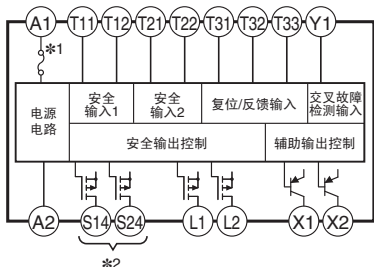 A1 T11 T12 T21 T22 T31 T32 T33 Y1
*1
电源
电路
安全
输入1
安全
输入2
复位/反馈输入
交叉故障
检测输入
安全输出控制
辅助输出控制
A2 S14 S24 L1 L2 X1 X2
*2